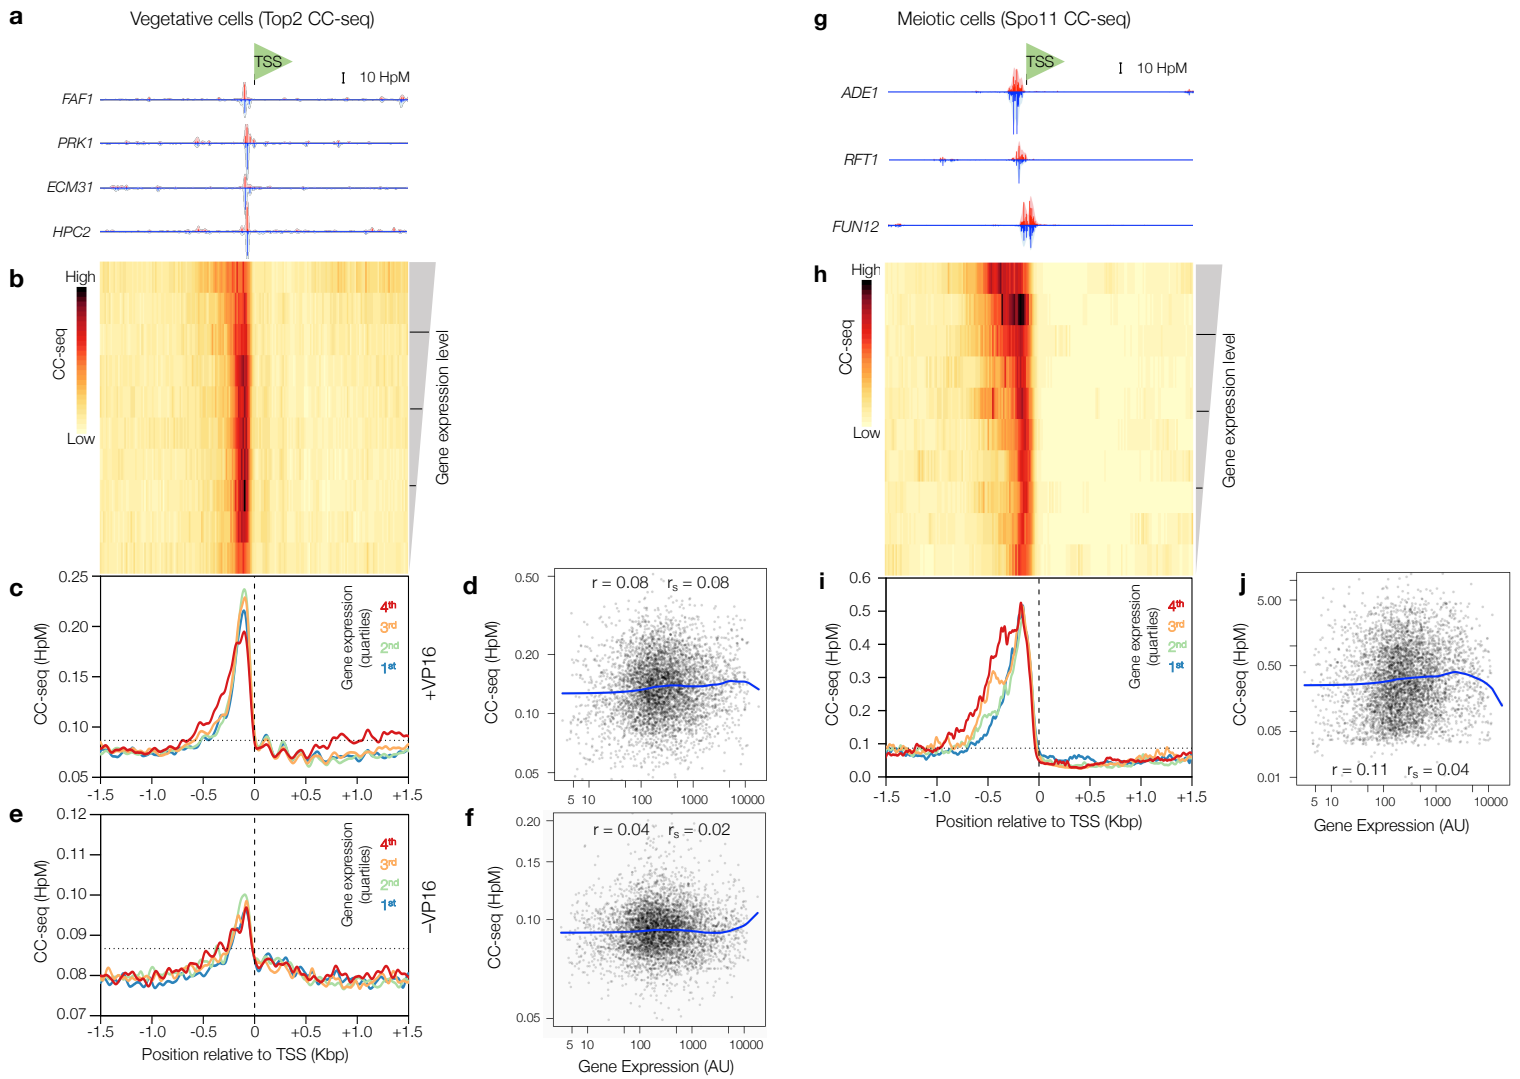 a
Vegetative cells (Top2 CC-seq)
TSS
10 HpM
FAF1
PRK1
ECM31
HPC2
b
High
CC-seq
Low
Gene expression level
c
CC-seq (HpM)
0.25
0.20
0.15
0.10
0.05
Gene expression
(quartiles)
4th
3rd
2nd
1st
-1.5 -1.0 -0.5 0 +0.5 +1.0 +1.5
+VP16
d
r = 0.08 rs = 0.08
CC-seq (HpM)
0.50
0.20
0.10
0.05
5 10 100 1000 10000
e
CC-seq (HpM)
0.12
0.11
0.10
0.09
0.08
0.07
Gene expression
(quartiles)
4th
3rd
2nd
1st
-1.5 -1.0 -0.5 0 +0.5 +1.0 +1.5
Position relative to TSS (Kbp)
–VP16
f
r = 0.04 rs = 0.02
CC-seq (HpM)
0.20
0.15
0.10
0.05
5 10 100 1000 10000
Gene Expression (AU)
g
Meiotic cells (Spo11 CC-seq)
TSS
10 HpM
ADE1
RFT1
FUN12
h
High
CC-seq
Low
Gene expression level
i
CC-seq (HpM)
0.6
0.5
0.4
0.3
0.2
0.1
0.0
Gene expression
(quartiles)
4th
3rd
2nd
1st
-1.5 -1.0 -0.5 0 +0.5 +1.0 +1.5
Position relative to TSS (Kbp)
j
CC-seq (HpM)
5.00
0.50
0.05
0.01
r = 0.11 rs = 0.04
5 10 100 1000 10000
Gene Expression (AU)